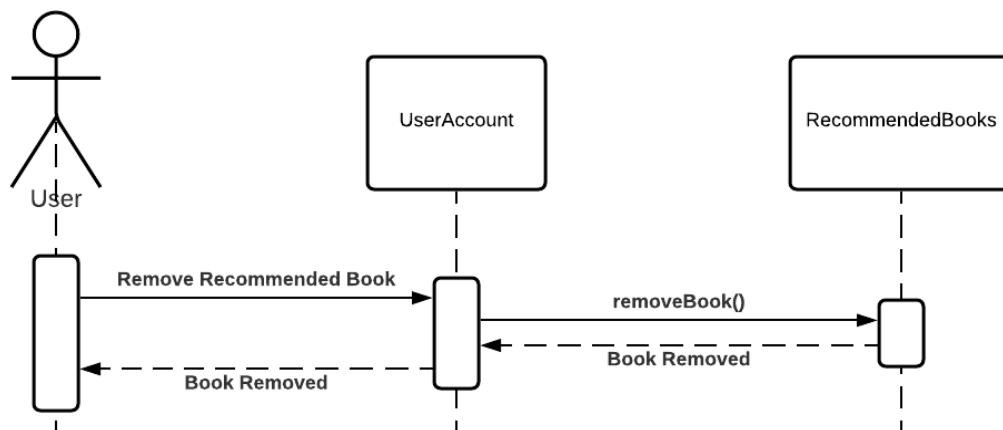 UserAccount
RecommendedBooks
User
Remove Recommended Book
removeBook()
Book Removed
Book Removed